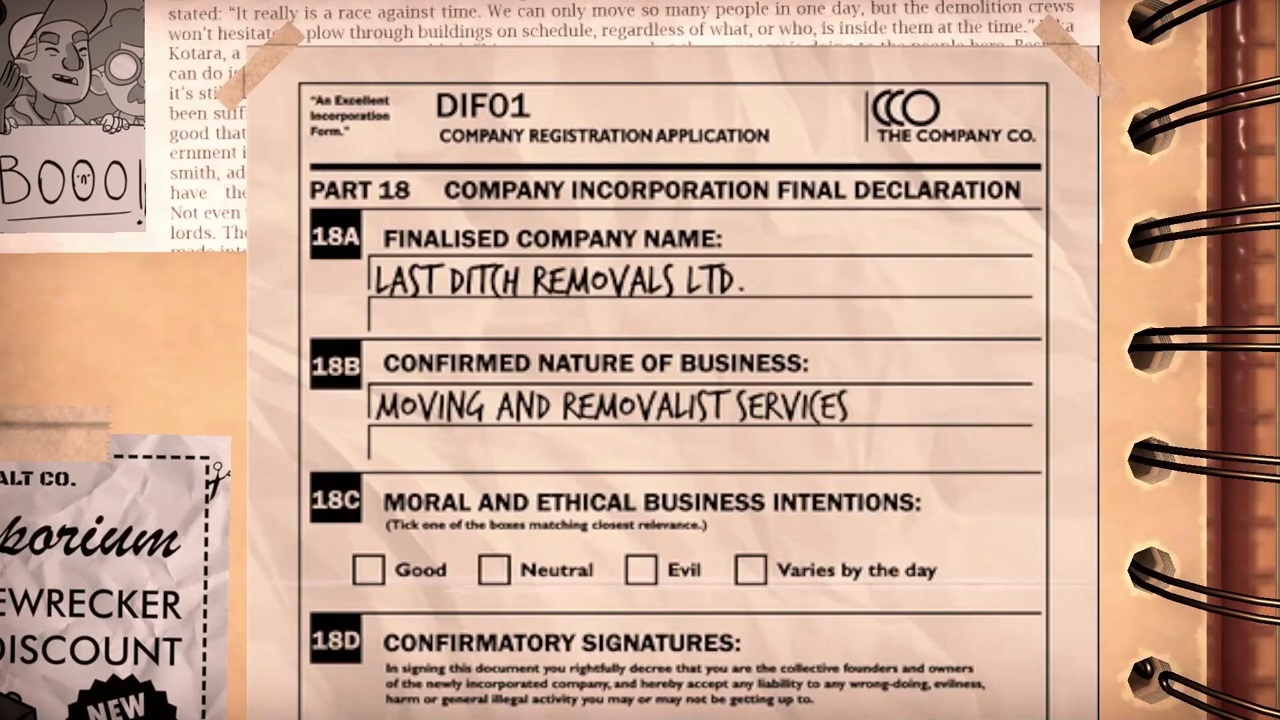 stated: “It really is a race against time. We can only move so many people in one day, but the demolition crews
won't hesitate plow through buildings on schedule, regardless of what, or who, is inside them at the time.”
Kotara, a
can do
it's
been
good that
ernment
smith, ad
have the
Not even
lords. The
BOOO!
"An Excellent
Incorporation
Form."
DIF01
COMPANY REGISTRATION APPLICATION
CCO
THE COMPANY CO.
PART 18 COMPANY INCORPORATION FINAL DECLARATION
18A FINALISED COMPANY NAME:
LAST DITCH REMOVALS LTD.
18B CONFIRMED NATURE OF BUSINESS:
MOVING AND REMOVALIST SERVICES
18C MORAL AND ETHICAL BUSINESS INTENTIONS:
(Tick one of the boxes matching closest relevance.)
Good Neutral Evil Varies by the day
18D CONFIRMATORY SIGNATURES:
In signing this document you rightfully decree that you are the collective founders and owners
of the newly incorporated company, and hereby accept any liability to any wrong-doing, evilness,
harm or general illegal activity you may or may not be getting up to.
ALT CO.
porium
EWRECKER
DISCOUNT
NEW